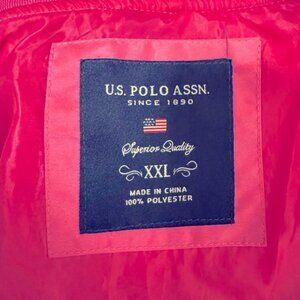 U.S. POLO ASSN.
SINCE 1890
Superior Quality
XXL
MADE IN CHINA
100% POLYESTER